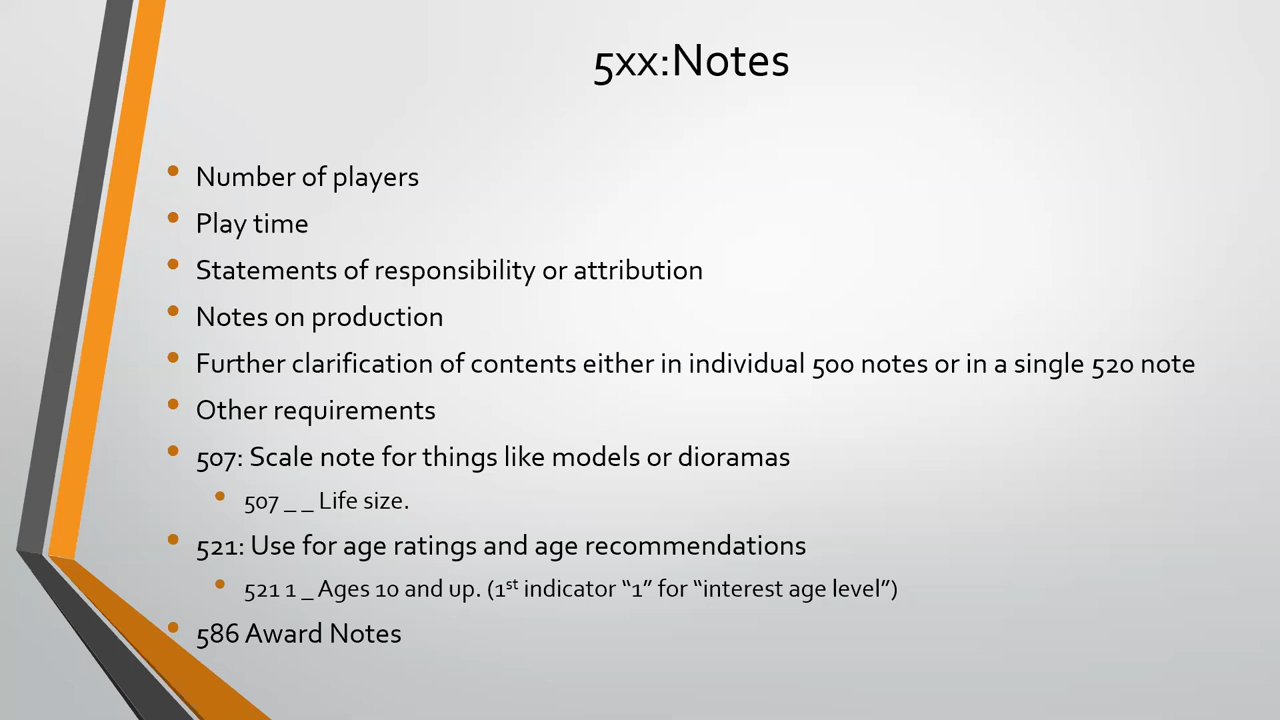 5xx:Notes
• Number of players
• Play time
• Statements of responsibility or attribution
• Notes on production
• Further clarification of contents either in individual 500 notes or in a single 520 note
• Other requirements
• 507: Scale note for things like models or dioramas
• 507 _ _ Life size.
• 521: Use for age ratings and age recommendations
• 521 1 _ Ages 10 and up. (1st indicator “1” for “interest age level”)
• 586 Award Notes